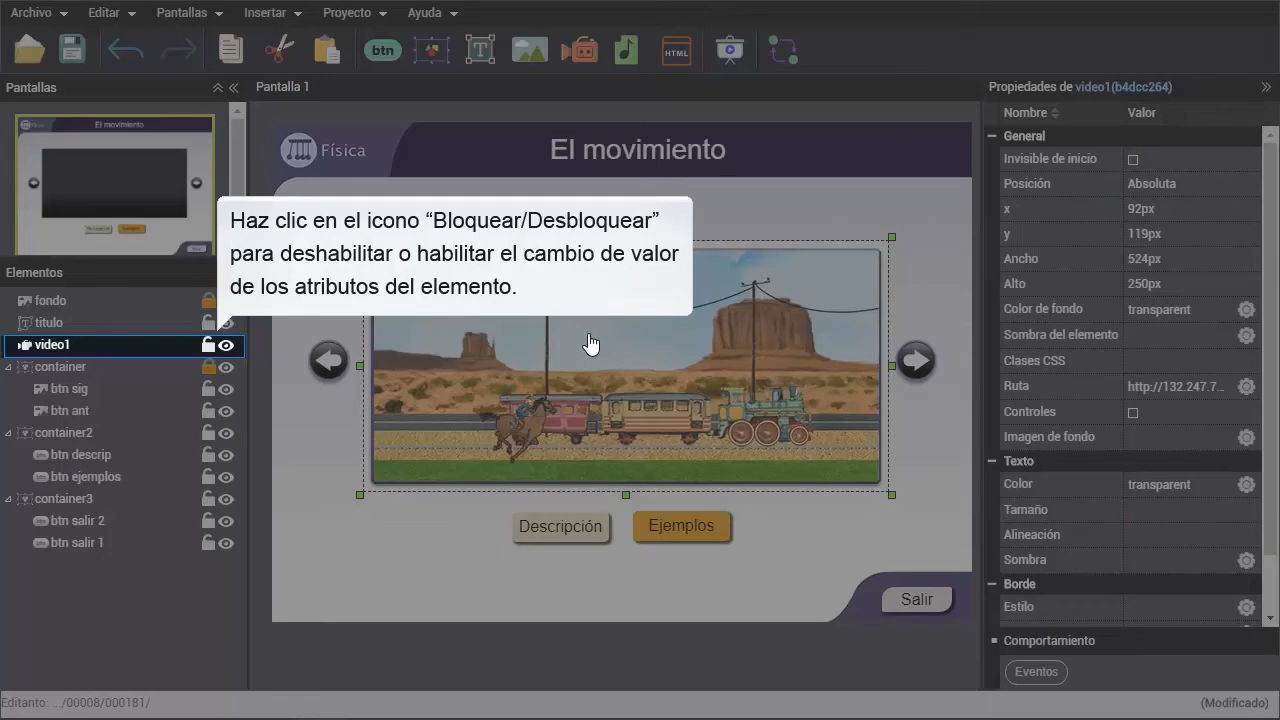 Archivo Editar Pantallas Insertar Proyecto Ayuda
btn T HTML
Pantallas
Pantalla 1
Propiedades de video1(b4dcc264)
El movimiento
Física
El movimiento
Haz clic en el icono “Bloquear/Desbloquear”
para deshabilitar o habilitar el cambio de valor
de los atributos del elemento.
Elementos
fondo
titulo
video1
container
btn sig
btn ant
container2
btn descrip
btn ejemplos
container3
btn salir 2
btn salir 1
Descripción Ejemplos
Salir
Nombre Valor
General
Invisible de inicio
Posición Absoluta
x 92px
y 119px
Ancho 524px
Alto 250px
Color de fondo transparent
Sombra del elemento
Clases CSS
Ruta http://132.247.7...
Controles
Imagen de fondo
Texto
Color transparent
Tamaño
Alineación
Sombra
Borde
Estilo
Comportamiento
Eventos
Editanto: .../00008/000181/
(Modificado)